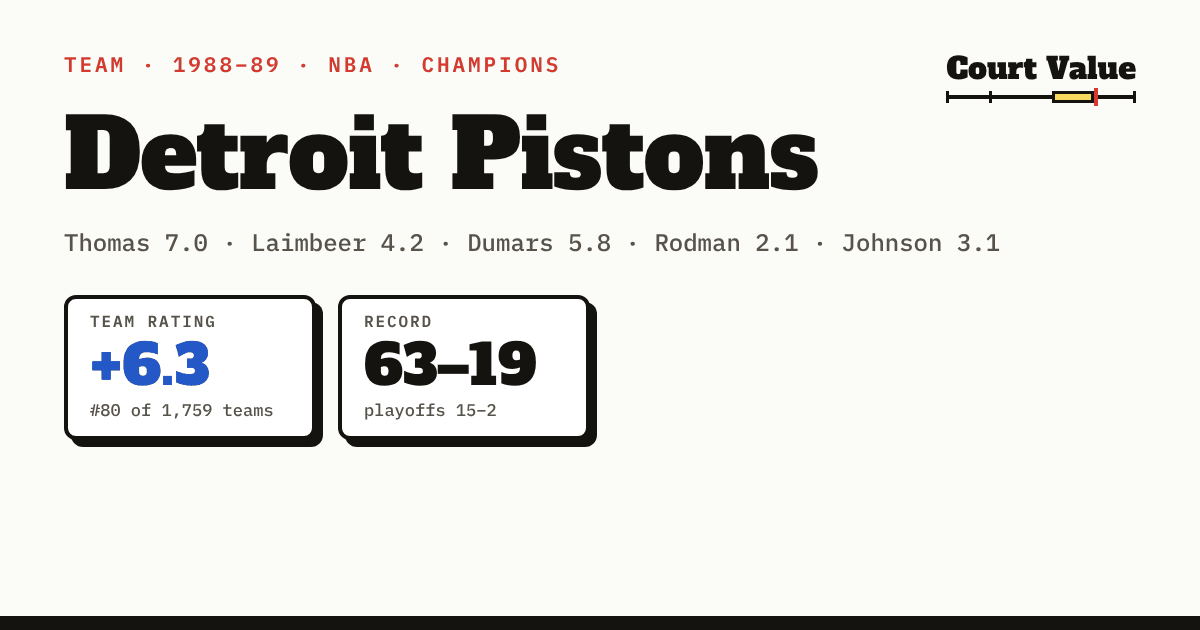 TEAM · 1988–89 · NBA · CHAMPIONS
Court Value
Detroit Pistons
Thomas 7.0 · Laimbeer 4.2 · Dumars 5.8 · Rodman 2.1 · Johnson 3.1
TEAM RATING
+6.3
#80 of 1,759 teams
RECORD
63–19
playoffs 15–2